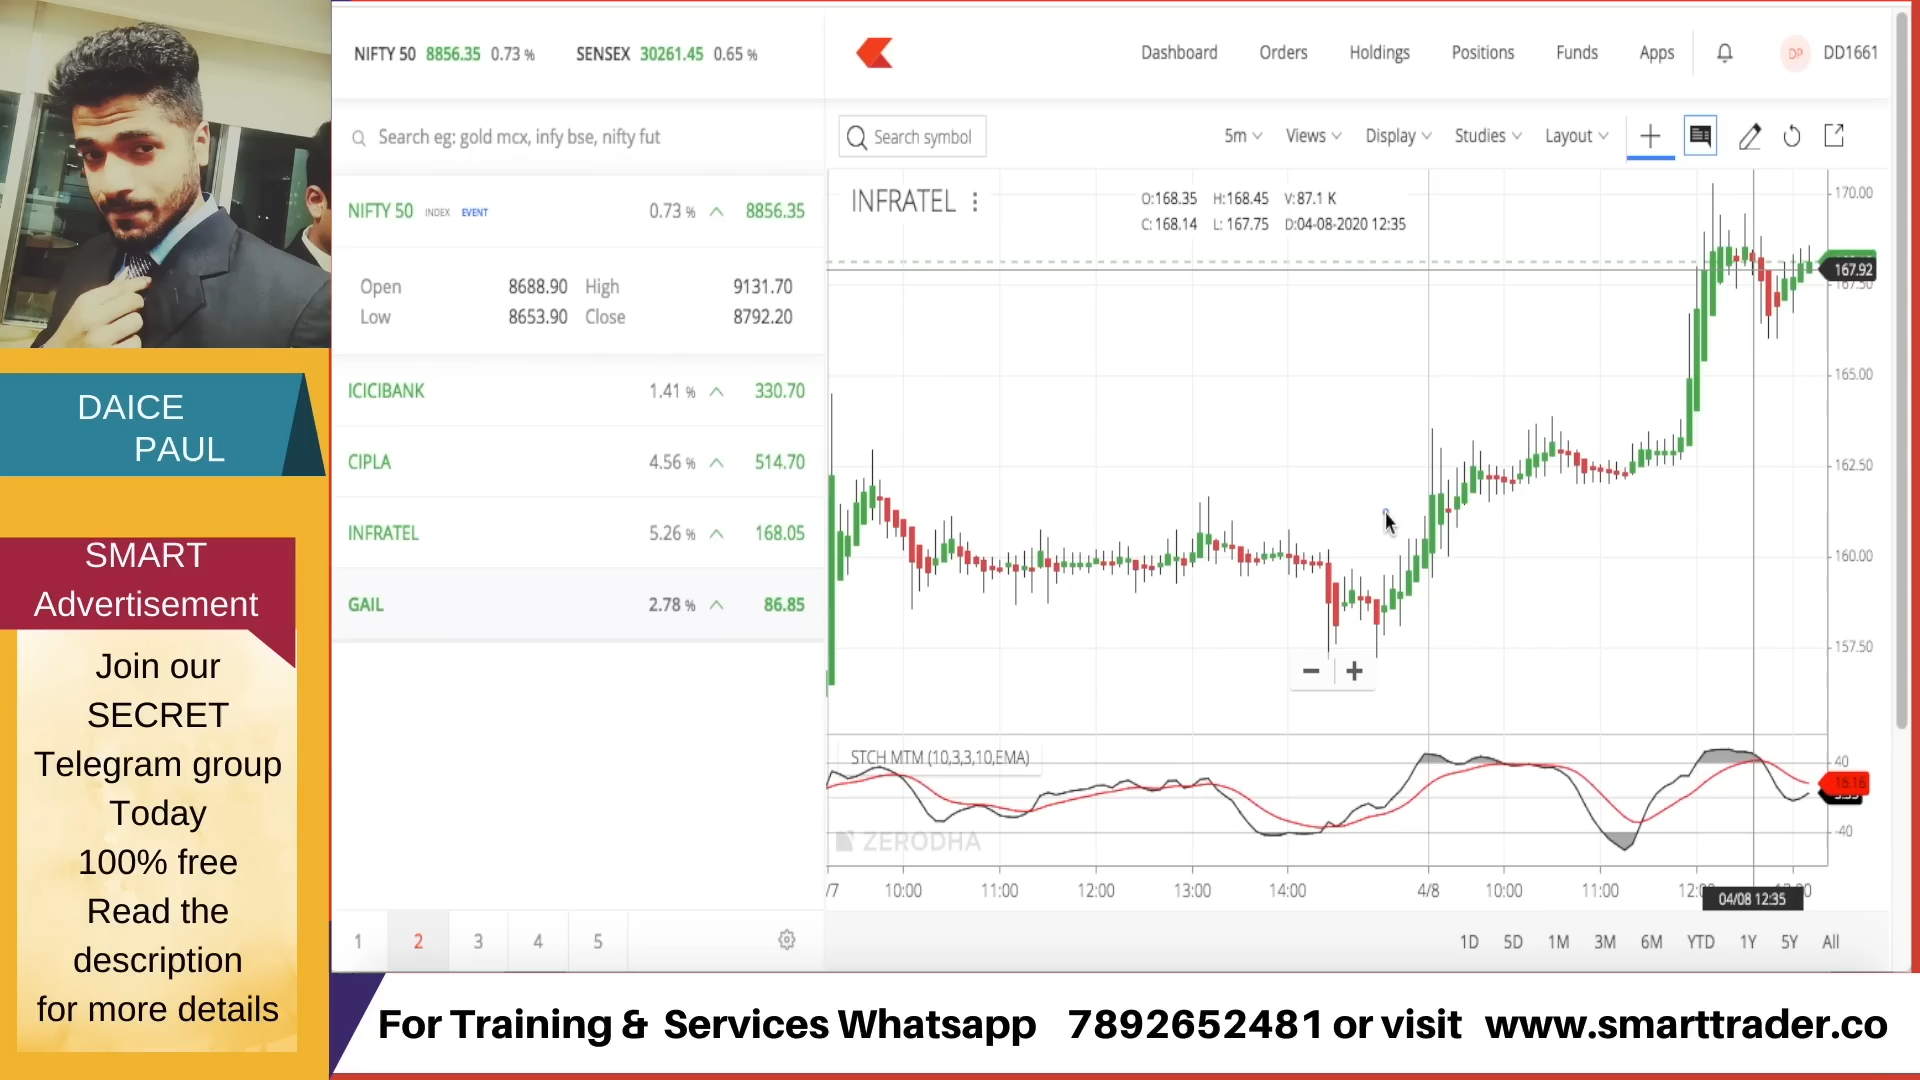 NIFTY 50 8856.35 0.73 % SENSEX 30261.45 0.65 %
Dashboard Orders Holdings Positions Funds Apps DP DD1661
Search eg: gold mcx, infy bse, nifty fut
Search symbol 5m Views Display Studies Layout
NIFTY 50 INDEX EVENT 0.73 % 8856.35
Open 8688.90 High 9131.70
Low 8653.90 Close 8792.20
ICICIBANK 1.41 % 330.70
CIPLA 4.56 % 514.70
INFRATEL 5.26 % 168.05
GAIL 2.78 % 86.85
1 2 3 4 5
INFRATEL
O:168.35 H:168.45 V:87.1 K
C: 168.14 L: 167.75 D:04-08-2020 12:35
170.00
167.92
167.50
165.00
162.50
160.00
157.50
STCH MTM (10,3,3,10,EMA)
40
16.16
-40
ZERODHA
/7 10:00 11:00 12:00 13:00 14:00 4/8 10:00 11:00
04/08 12:35
1D 5D 1M 3M 6M YTD 1Y 5Y All
DAICE
PAUL
SMART
Advertisement
Join our
SECRET
Telegram group
Today
100% free
Read the
description
for more details
For Training & Services Whatsapp 7892652481 or visit www.smarttrader.co